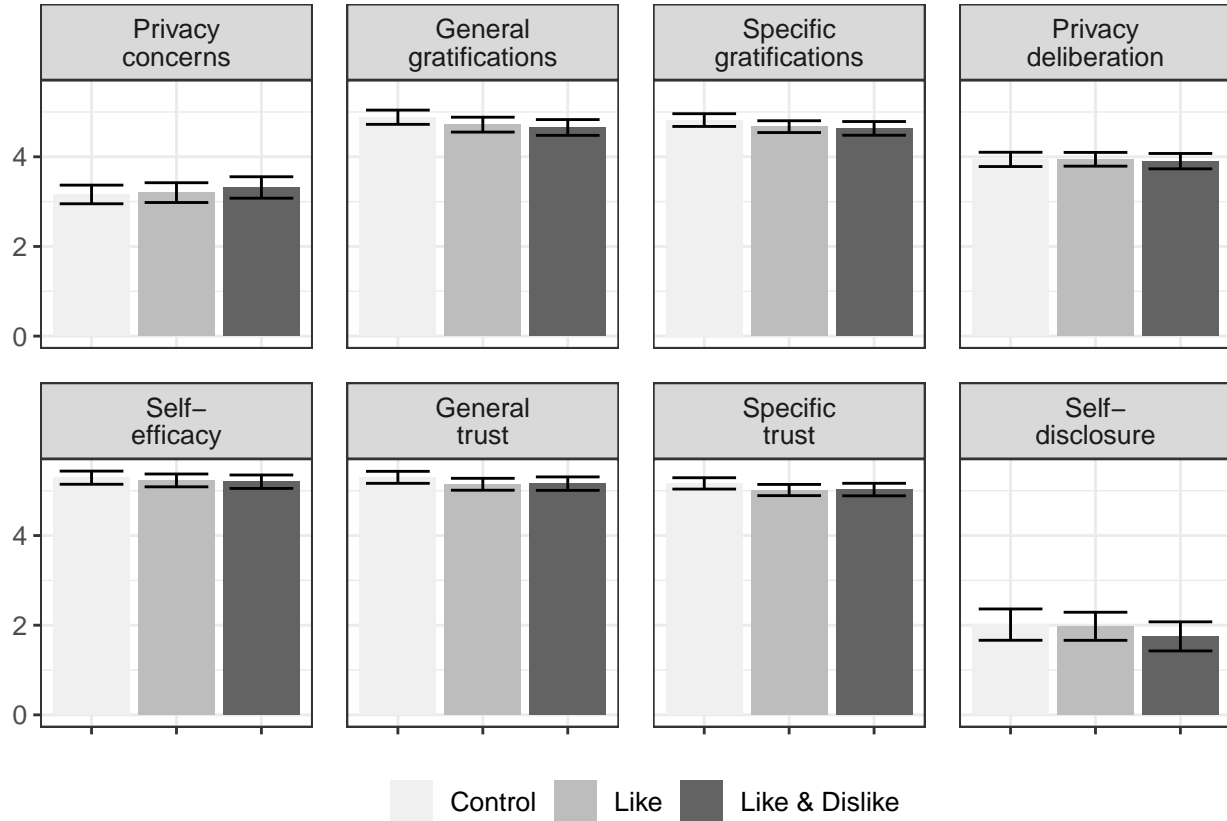 Privacy
concerns
General
gratifications
Specific
gratifications
Privacy
deliberation
4
2
0
Self−
efficacy
General
trust
Specific
trust
Self−
disclosure
4
2
0
Control
Like
Like & Dislike